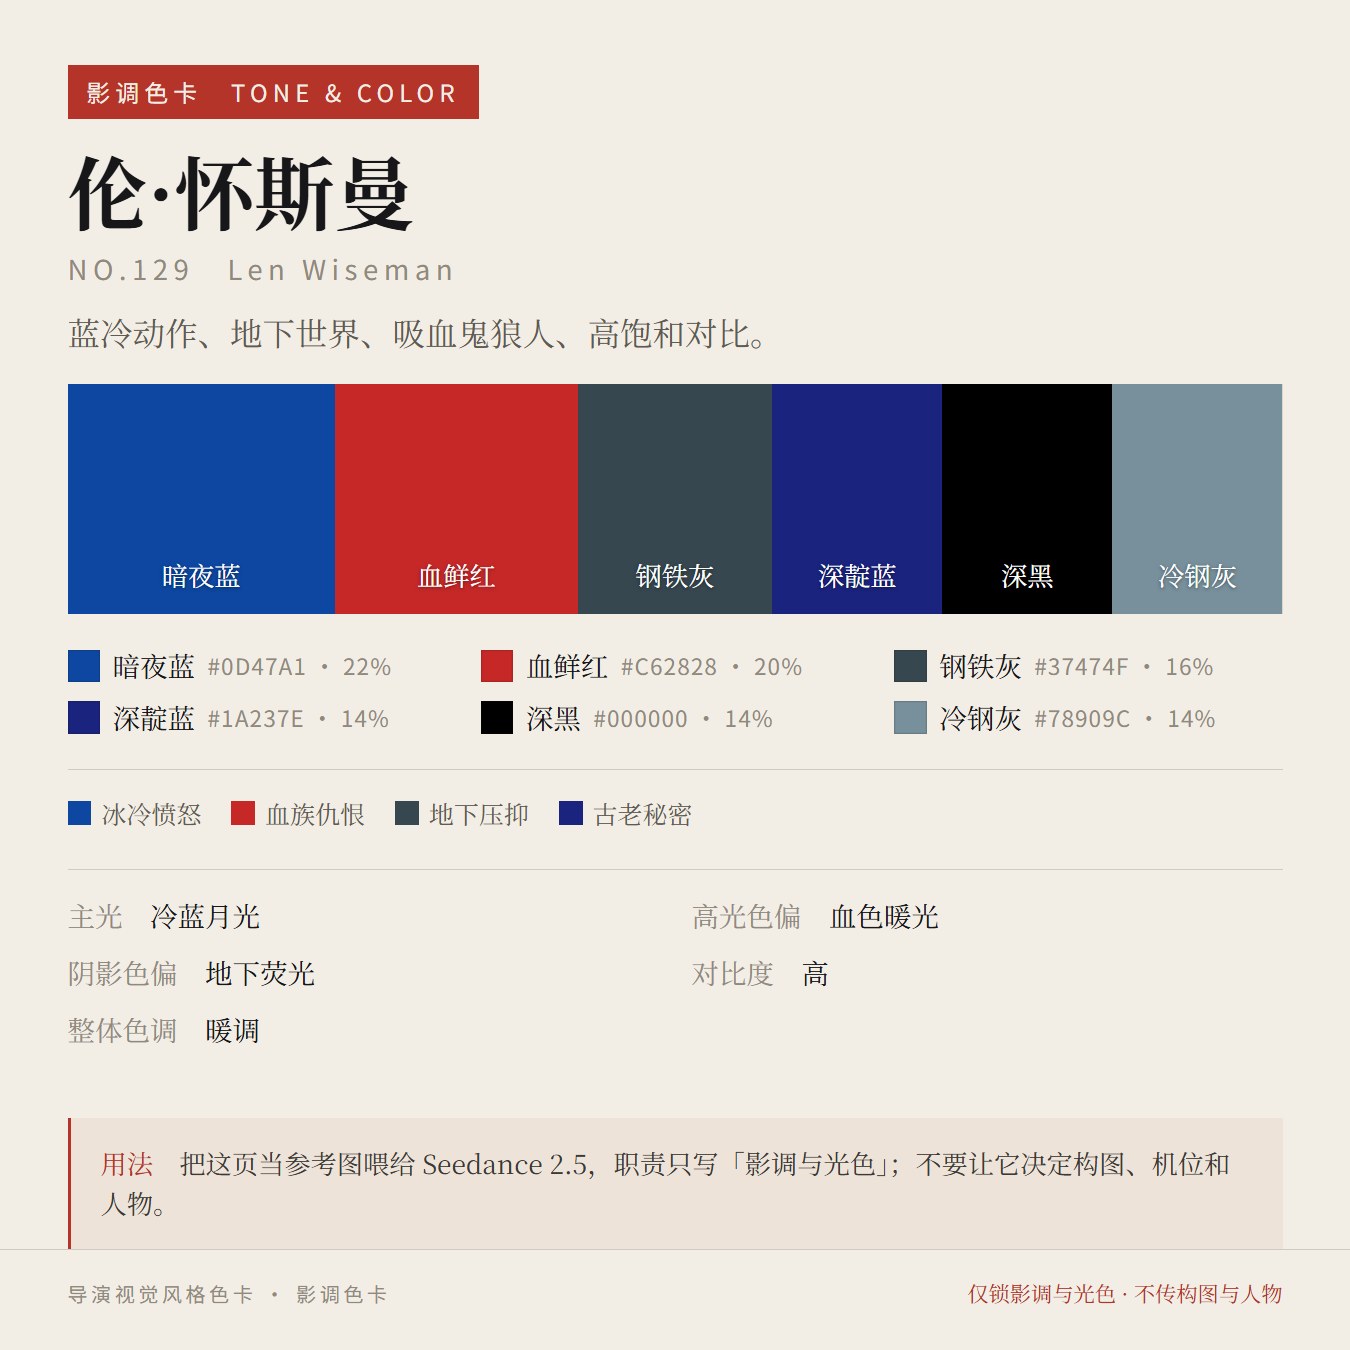 影调色卡 TONE & COLOR
伦·怀斯曼
NO.129 Len Wiseman
蓝冷动作、地下世界、吸血鬼狼人、高饱和对比。
暗夜蓝 血鲜红 钢铁灰 深靛蓝 深黑 冷钢灰
暗夜蓝 #0D47A1 · 22% 血鲜红 #C62828 · 20% 钢铁灰 #37474F · 16%
深靛蓝 #1A237E · 14% 深黑 #000000 · 14% 冷钢灰 #78909C · 14%
冰冷愤怒 血族仇恨 地下压抑 古老秘密
主光 冷蓝月光 高光色偏 血色暖光
阴影色偏 地下荧光 对比度 高
整体色调 暖调
用法 把这页当参考图喂给 Seedance 2.5，职责只写「影调与光色」；不要让它决定构图、机位和
人物。
导演视觉风格色卡 · 影调色卡 仅锁影调与光色 · 不传构图与人物